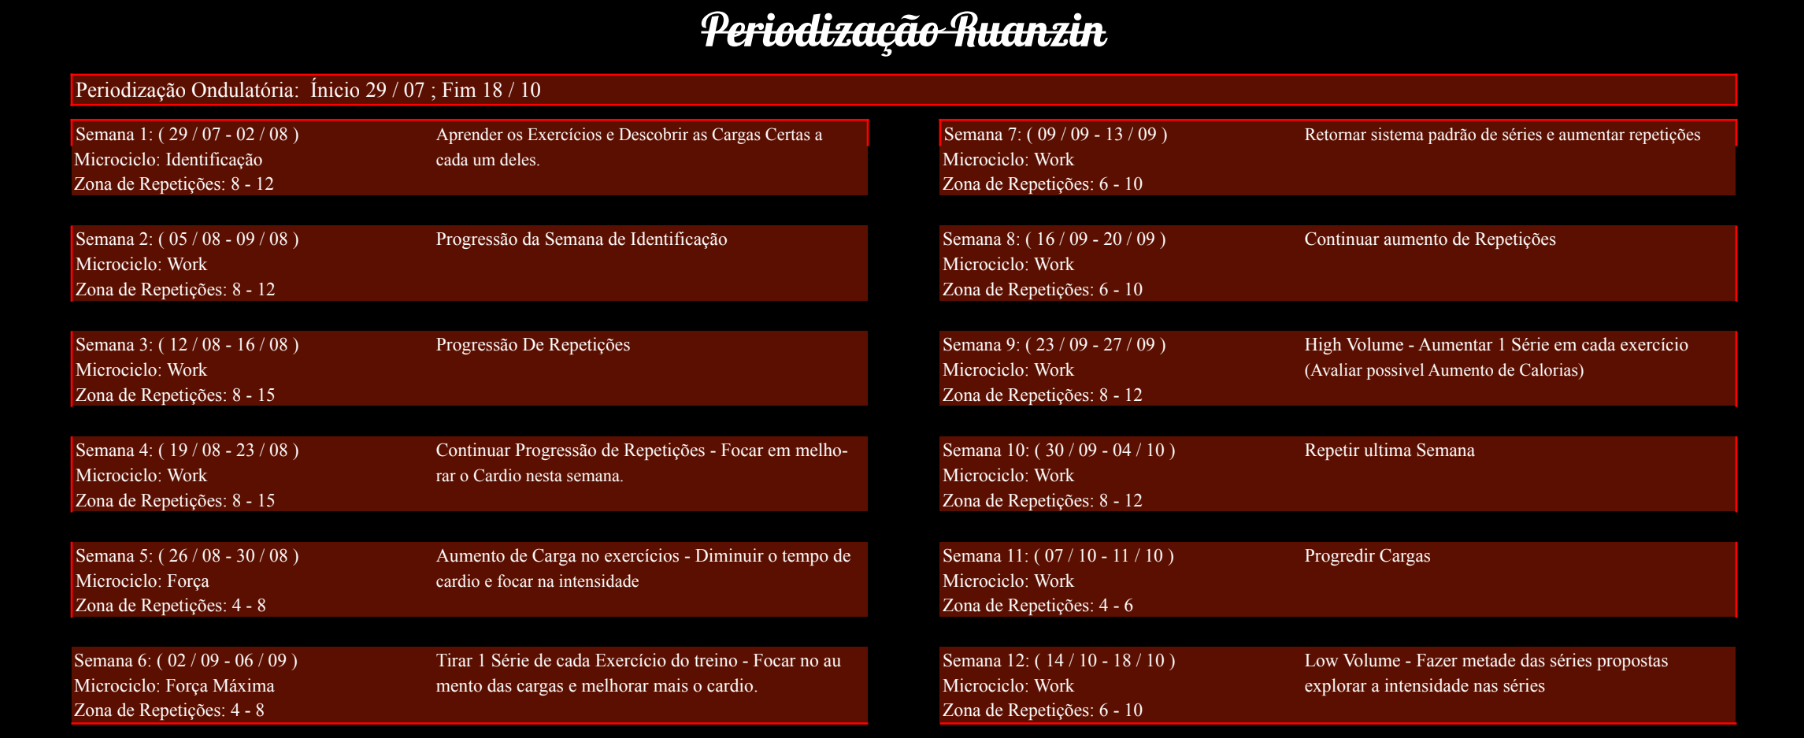 Periodização Ruanzin
Periodização Ondulatória: Ínicio 29 / 07 ; Fim 18 / 10
Semana 1: ( 29 / 07 - 02 / 08 )
Microciclo: Identificação
Zona de Repetições: 8 - 12
Aprender os Exercícios e Descobrir as Cargas Certas a
cada um deles.
Semana 2: ( 05 / 08 - 09 / 08 )
Microciclo: Work
Zona de Repetições: 8 - 12
Progressão da Semana de Identificação
Semana 3: ( 12 / 08 - 16 / 08 )
Microciclo: Work
Zona de Repetições: 8 - 15
Progressão De Repetições
Semana 4: ( 19 / 08 - 23 / 08 )
Microciclo: Work
Zona de Repetições: 8 - 15
Continuar Progressão de Repetições - Focar em melho-
rar o Cardio nesta semana.
Semana 5: ( 26 / 08 - 30 / 08 )
Microciclo: Força
Zona de Repetições: 4 - 8
Aumento de Carga no exercícios - Diminuir o tempo de
cardio e focar na intensidade
Semana 6: ( 02 / 09 - 06 / 09 )
Microciclo: Força Máxima
Zona de Repetições: 4 - 8
Tirar 1 Série de cada Exercício do treino - Focar no au
mento das cargas e melhorar mais o cardio.
Semana 7: ( 09 / 09 - 13 / 09 )
Microciclo: Work
Zona de Repetições: 6 - 10
Retornar sistema padrão de séries e aumentar repetições
Semana 8: ( 16 / 09 - 20 / 09 )
Microciclo: Work
Zona de Repetições: 6 - 10
Continuar aumento de Repetições
Semana 9: ( 23 / 09 - 27 / 09 )
Microciclo: Work
Zona de Repetições: 8 - 12
High Volume - Aumentar 1 Série em cada exercício
(Avaliar possivel Aumento de Calorias)
Semana 10: ( 30 / 09 - 04 / 10 )
Microciclo: Work
Zona de Repetições: 8 - 12
Repetir ultima Semana
Semana 11: ( 07 / 10 - 11 / 10 )
Microciclo: Work
Zona de Repetições: 4 - 6
Progredir Cargas
Semana 12: ( 14 / 10 - 18 / 10 )
Microciclo: Work
Zona de Repetições: 6 - 10
Low Volume - Fazer metade das séries propostas
explorar a intensidade nas séries